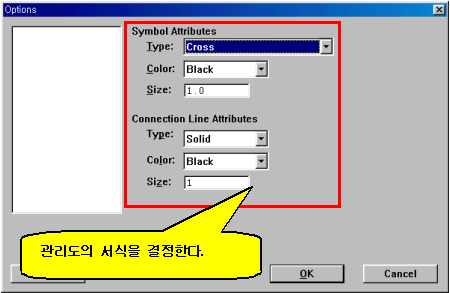 Options
Symbol Attributes
Type: Cross
Color: Black
Size: 1.0
Connection Line Attributes
Type: Solid
Color: Black
Size: 1
관리도의 서식을 결정한다.
OK Cancel